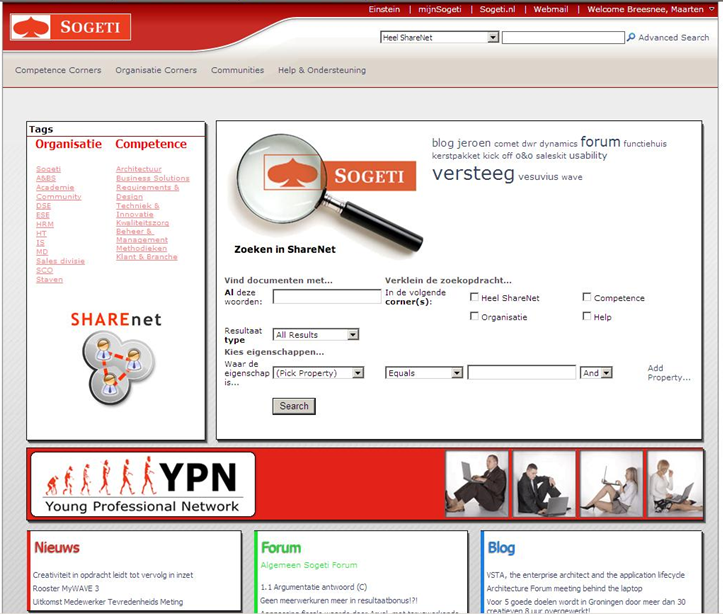 Einstein | mijnSogeti | Sogeti.nl | Webmail | Welcome Breesnee, Maarten
SOGETI
Heel ShareNet
Advanced Search
Competence Corners Organisatie Corners Communities Help & Ondersteuning
Tags
Organisatie Competence
Sogeti
A&BS
Academie
Community
DSE
ESE
HRM
HT
IS
MD
Sales divisie
SCO
Staven
Architectuur
Business Solutions
Requirements &
Design
Techniek &
Innovatie
Kwaliteitszorg
Beheer &
Management
Methodieken
Klant & Branche
SHAREnet
SOGETI
Zoeken in ShareNet
blog jeroen comet dwr dynamics forum functiehuis
kerstpakket kick off o&o saleskit usability
versteeg vesuvius wave
Vind documenten met...
Al deze
woorden:
Verklein de zoekopdracht...
In de volgende
corner(s):
Heel ShareNet Competence
Organisatie Help
Resultaat
type
All Results
Kies eigenschappen...
Waar de
eigenschap
is...
(Pick Property) Equals And
Add
Property...
Search
YPN
Young Professional Network
Nieuws
Creativiteit in opdracht leidt tot vervolg in inzet
Rooster MyWAVE 3
Uitkomst Medewerker Tevredenheids Meting
Forum
Algemeen Sogeti Forum
1.1 Argumentatie antwoord (C)
Geen meerwerkuren meer in resultaatbonus!?!
Blog
VSTA, the enterprise architect and the application lifecycle
Architecture Forum meeting behind the laptop
Voor 5 goede doelen wordt in Groningen door meer dan 30
creatieven 8 uur overgewerkt!